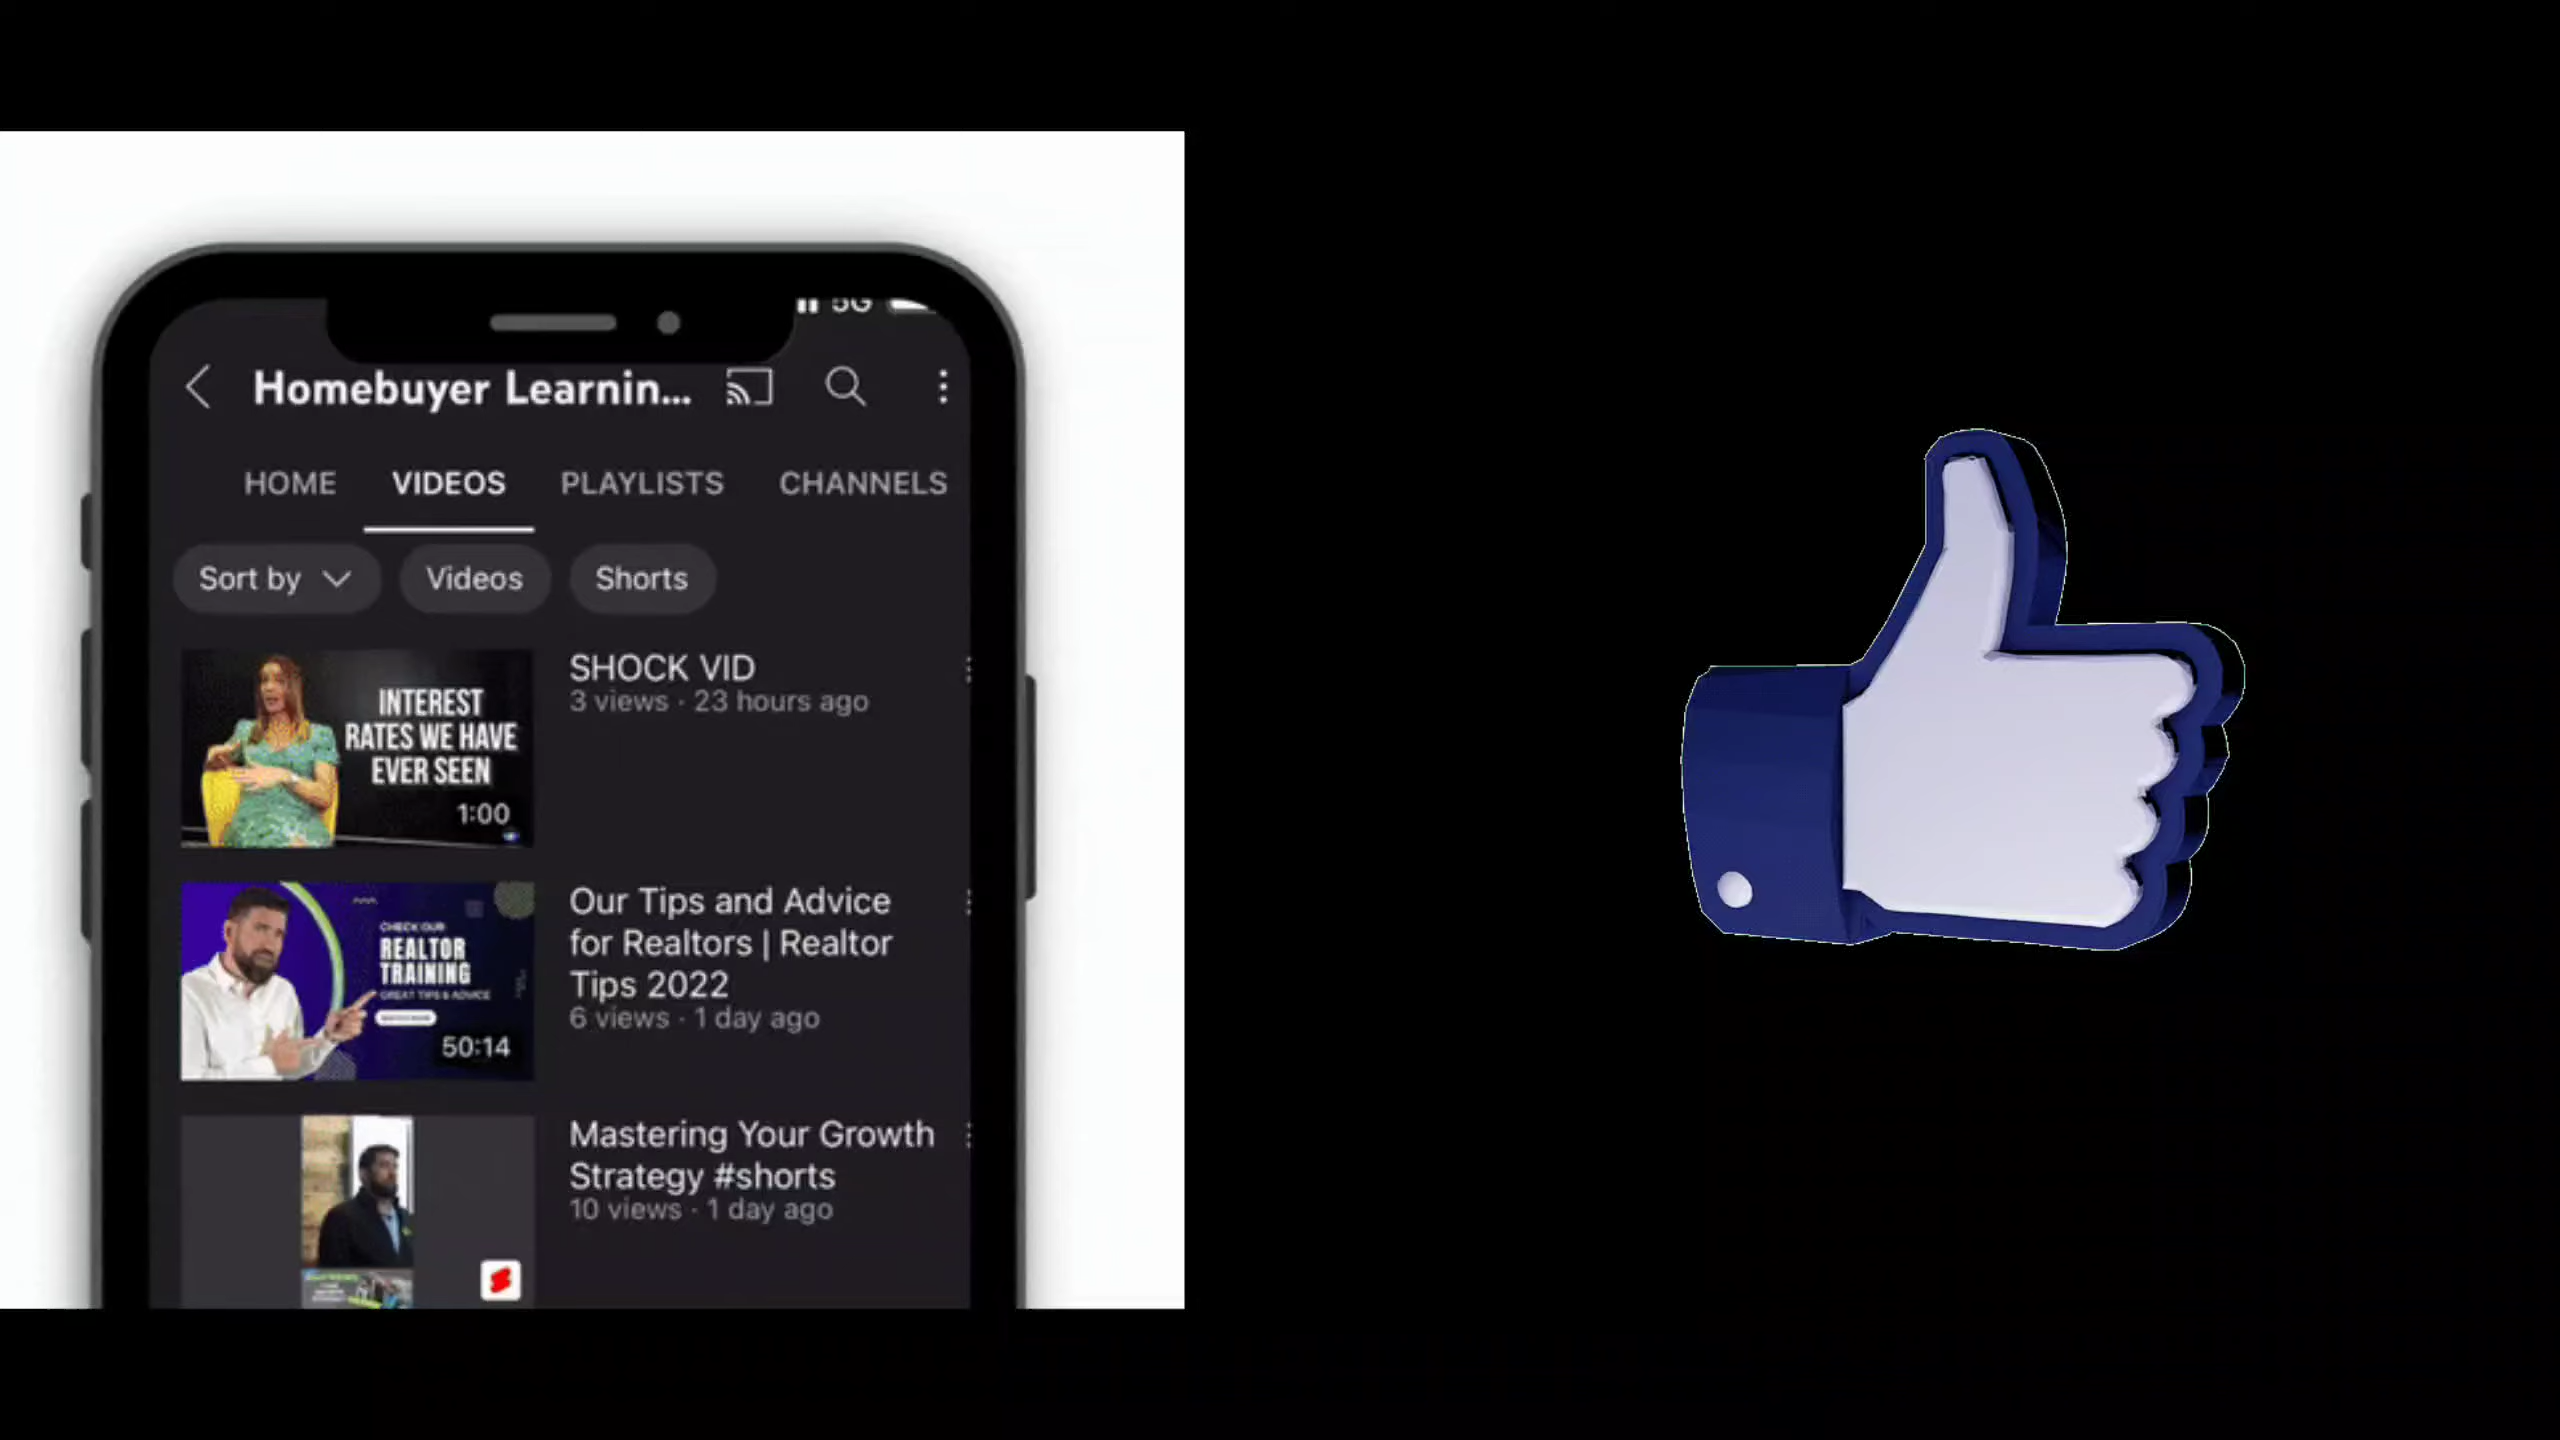 5G
Homebuyer Learnin...
HOME VIDEOS PLAYLISTS CHANNELS
Sort by Videos Shorts
INTEREST
RATES WE HAVE
EVER SEEN
1:00
SHOCK VID
3 views · 23 hours ago
CHECK OUR
REALTOR
TRAINING
GREAT TIPS & ADVICE
50:14
Our Tips and Advice
for Realtors | Realtor
Tips 2022
6 views · 1 day ago
Mastering Your Growth
Strategy #shorts
10 views · 1 day ago